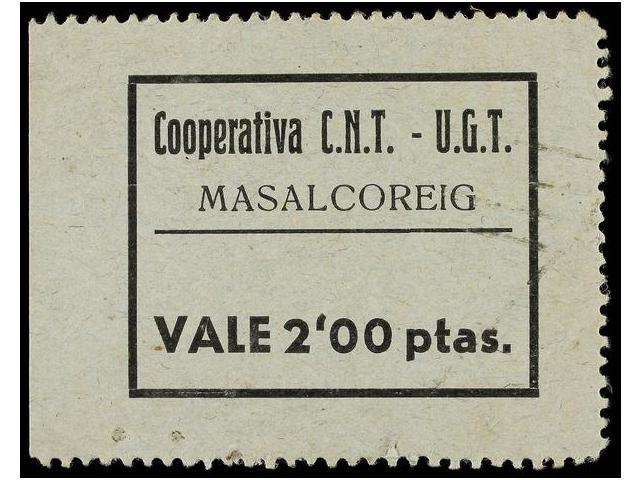 Cooperativa C.N.T. - U.G.T.
MASALCOREIG
VALE 2'00 ptas.